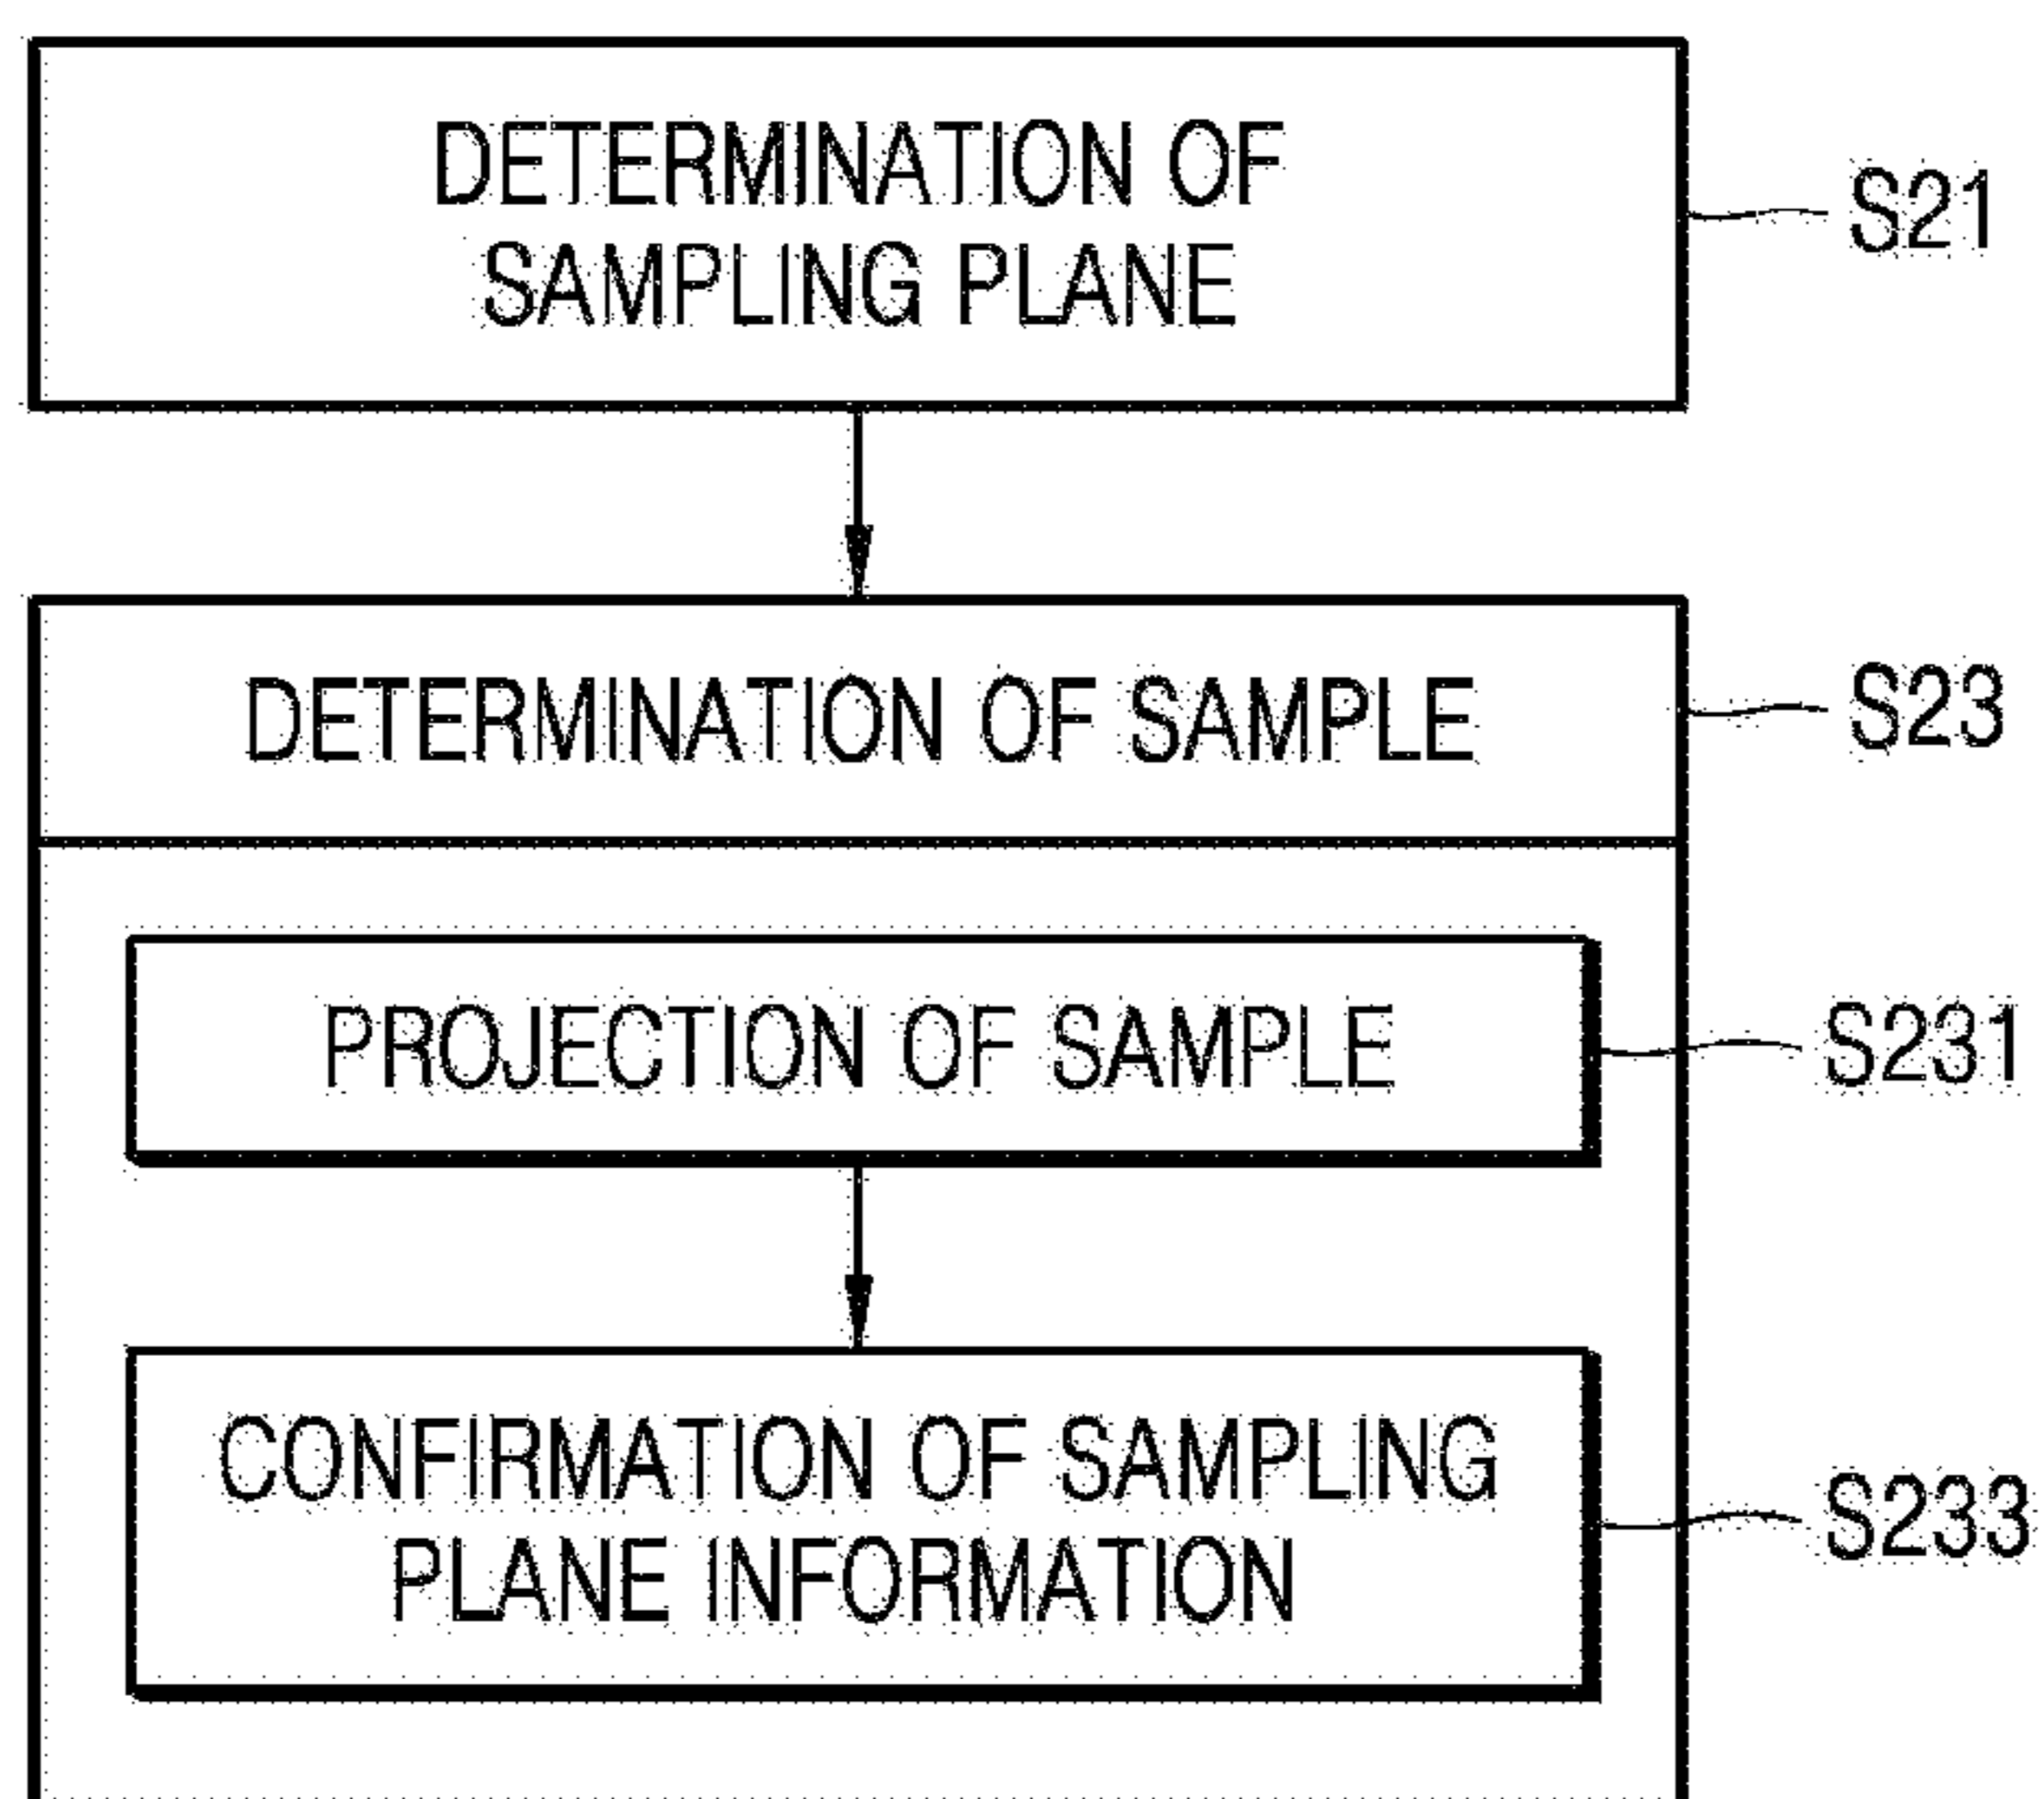 DETERMINATION OF
SAMPLING PLANE
S21
DETERMINATION OF SAMPLE
S23
PROJECTION OF SAMPLE
S231
CONFIRMATION OF SAMPLING
PLANE INFORMATION
S233